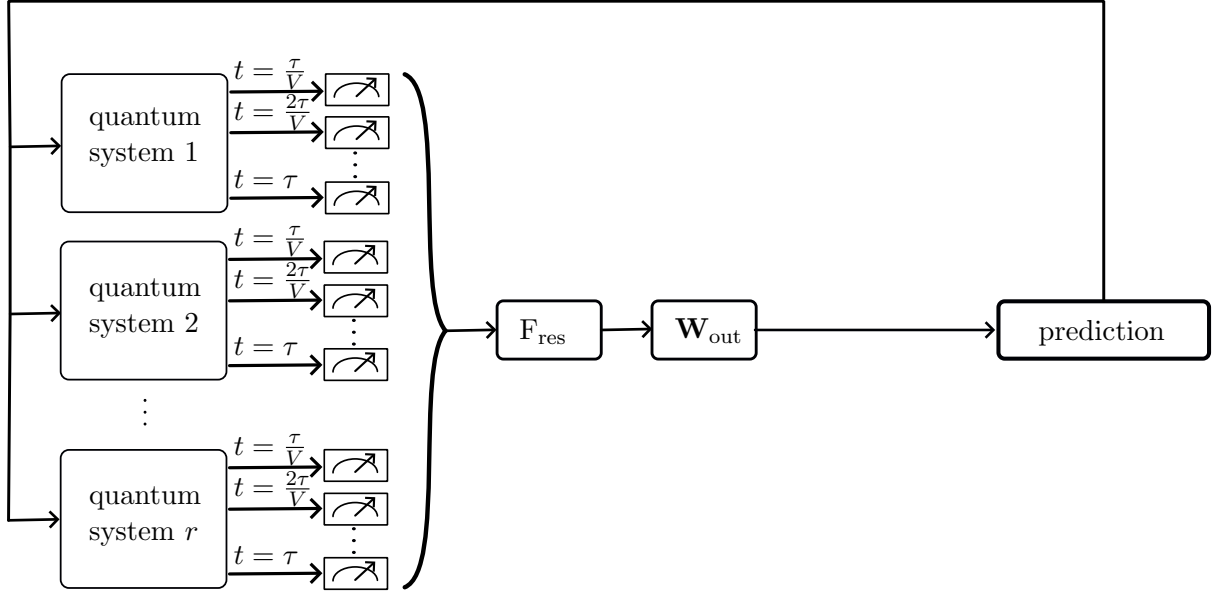 t = τ/V
quantum
system 1
t = 2τ/V
t = τ
t = τ/V
quantum
system 2
t = 2τ/V
t = τ
F_res
W_out
prediction
t = τ/V
quantum
system r
t = 2τ/V
t = τ